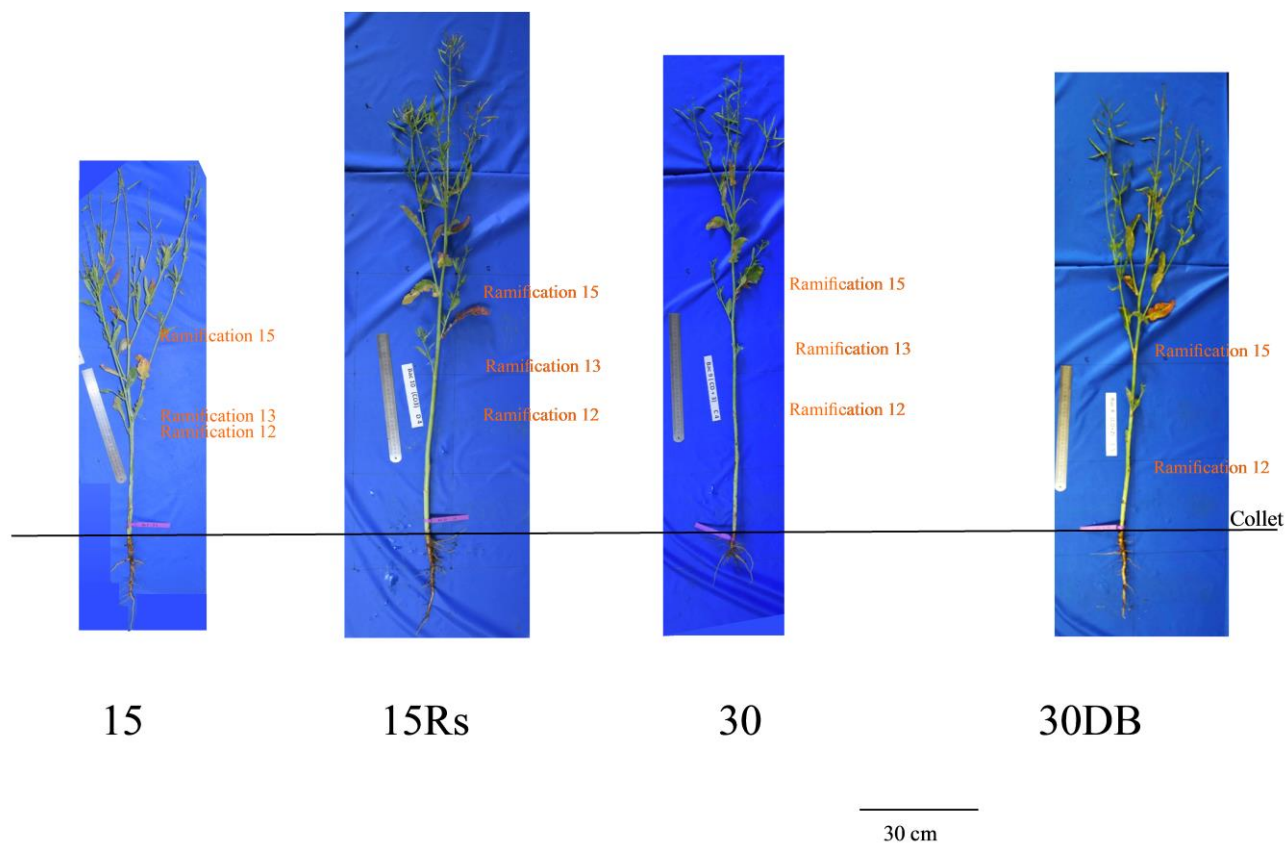 Ramification 15
Ramification 13
Ramification 12
Ramification 15
Ramification 13
Ramification 12
Ramification 15
Ramification 13
Ramification 12
Ramification 15
Ramification 12
Collet
15
15Rs
30
30DB
30 cm